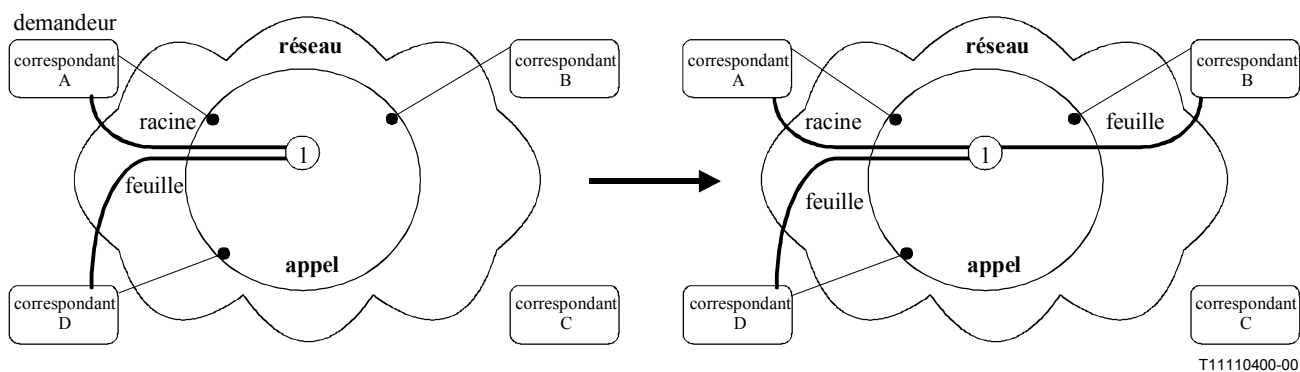 demandeur
correspondant
A
réseau
correspondant
B
racine
1
feuille
appel
correspondant
D
correspondant
C
correspondant
A
réseau
correspondant
B
racine
feuille
1
feuille
appel
correspondant
D
correspondant
C
T11110400-00